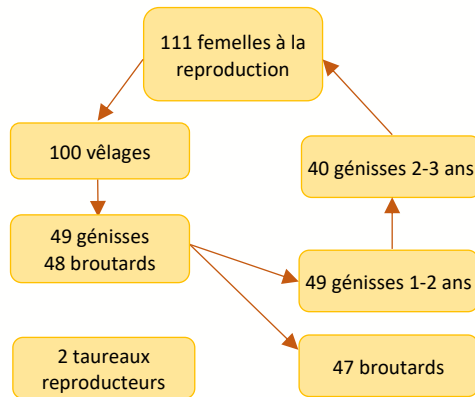 111 femelles à la
reproduction
100 vêlages
40 génisses 2-3 ans
49 génisses
48 broutards
49 génisses 1-2 ans
2 taureaux
reproducteurs
47 broutards